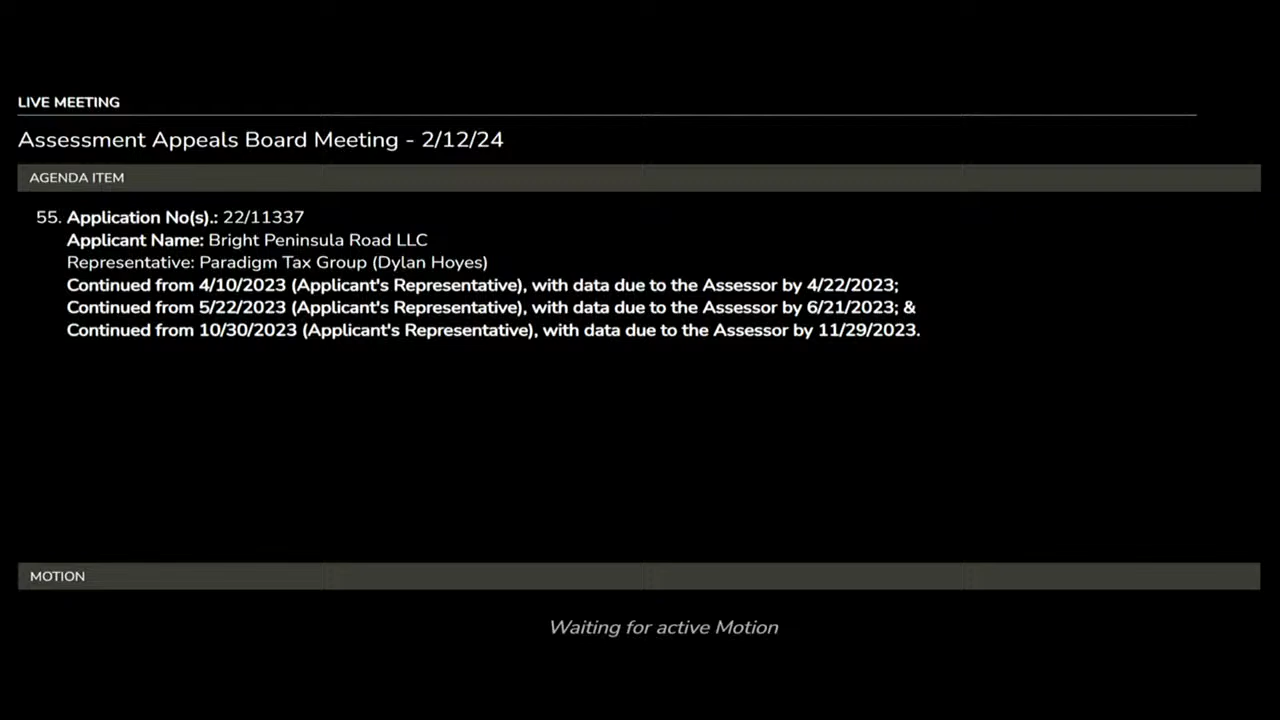 LIVE MEETING
Assessment Appeals Board Meeting - 2/12/24
AGENDA ITEM
55. Application No(s).: 22/11337
Applicant Name: Bright Peninsula Road LLC
Representative: Paradigm Tax Group (Dylan Hoyes)
Continued from 4/10/2023 (Applicant's Representative), with data due to the Assessor by 4/22/2023;
Continued from 5/22/2023 (Applicant's Representative), with data due to the Assessor by 6/21/2023; &
Continued from 10/30/2023 (Applicant's Representative), with data due to the Assessor by 11/29/2023.
MOTION
Waiting for active Motion